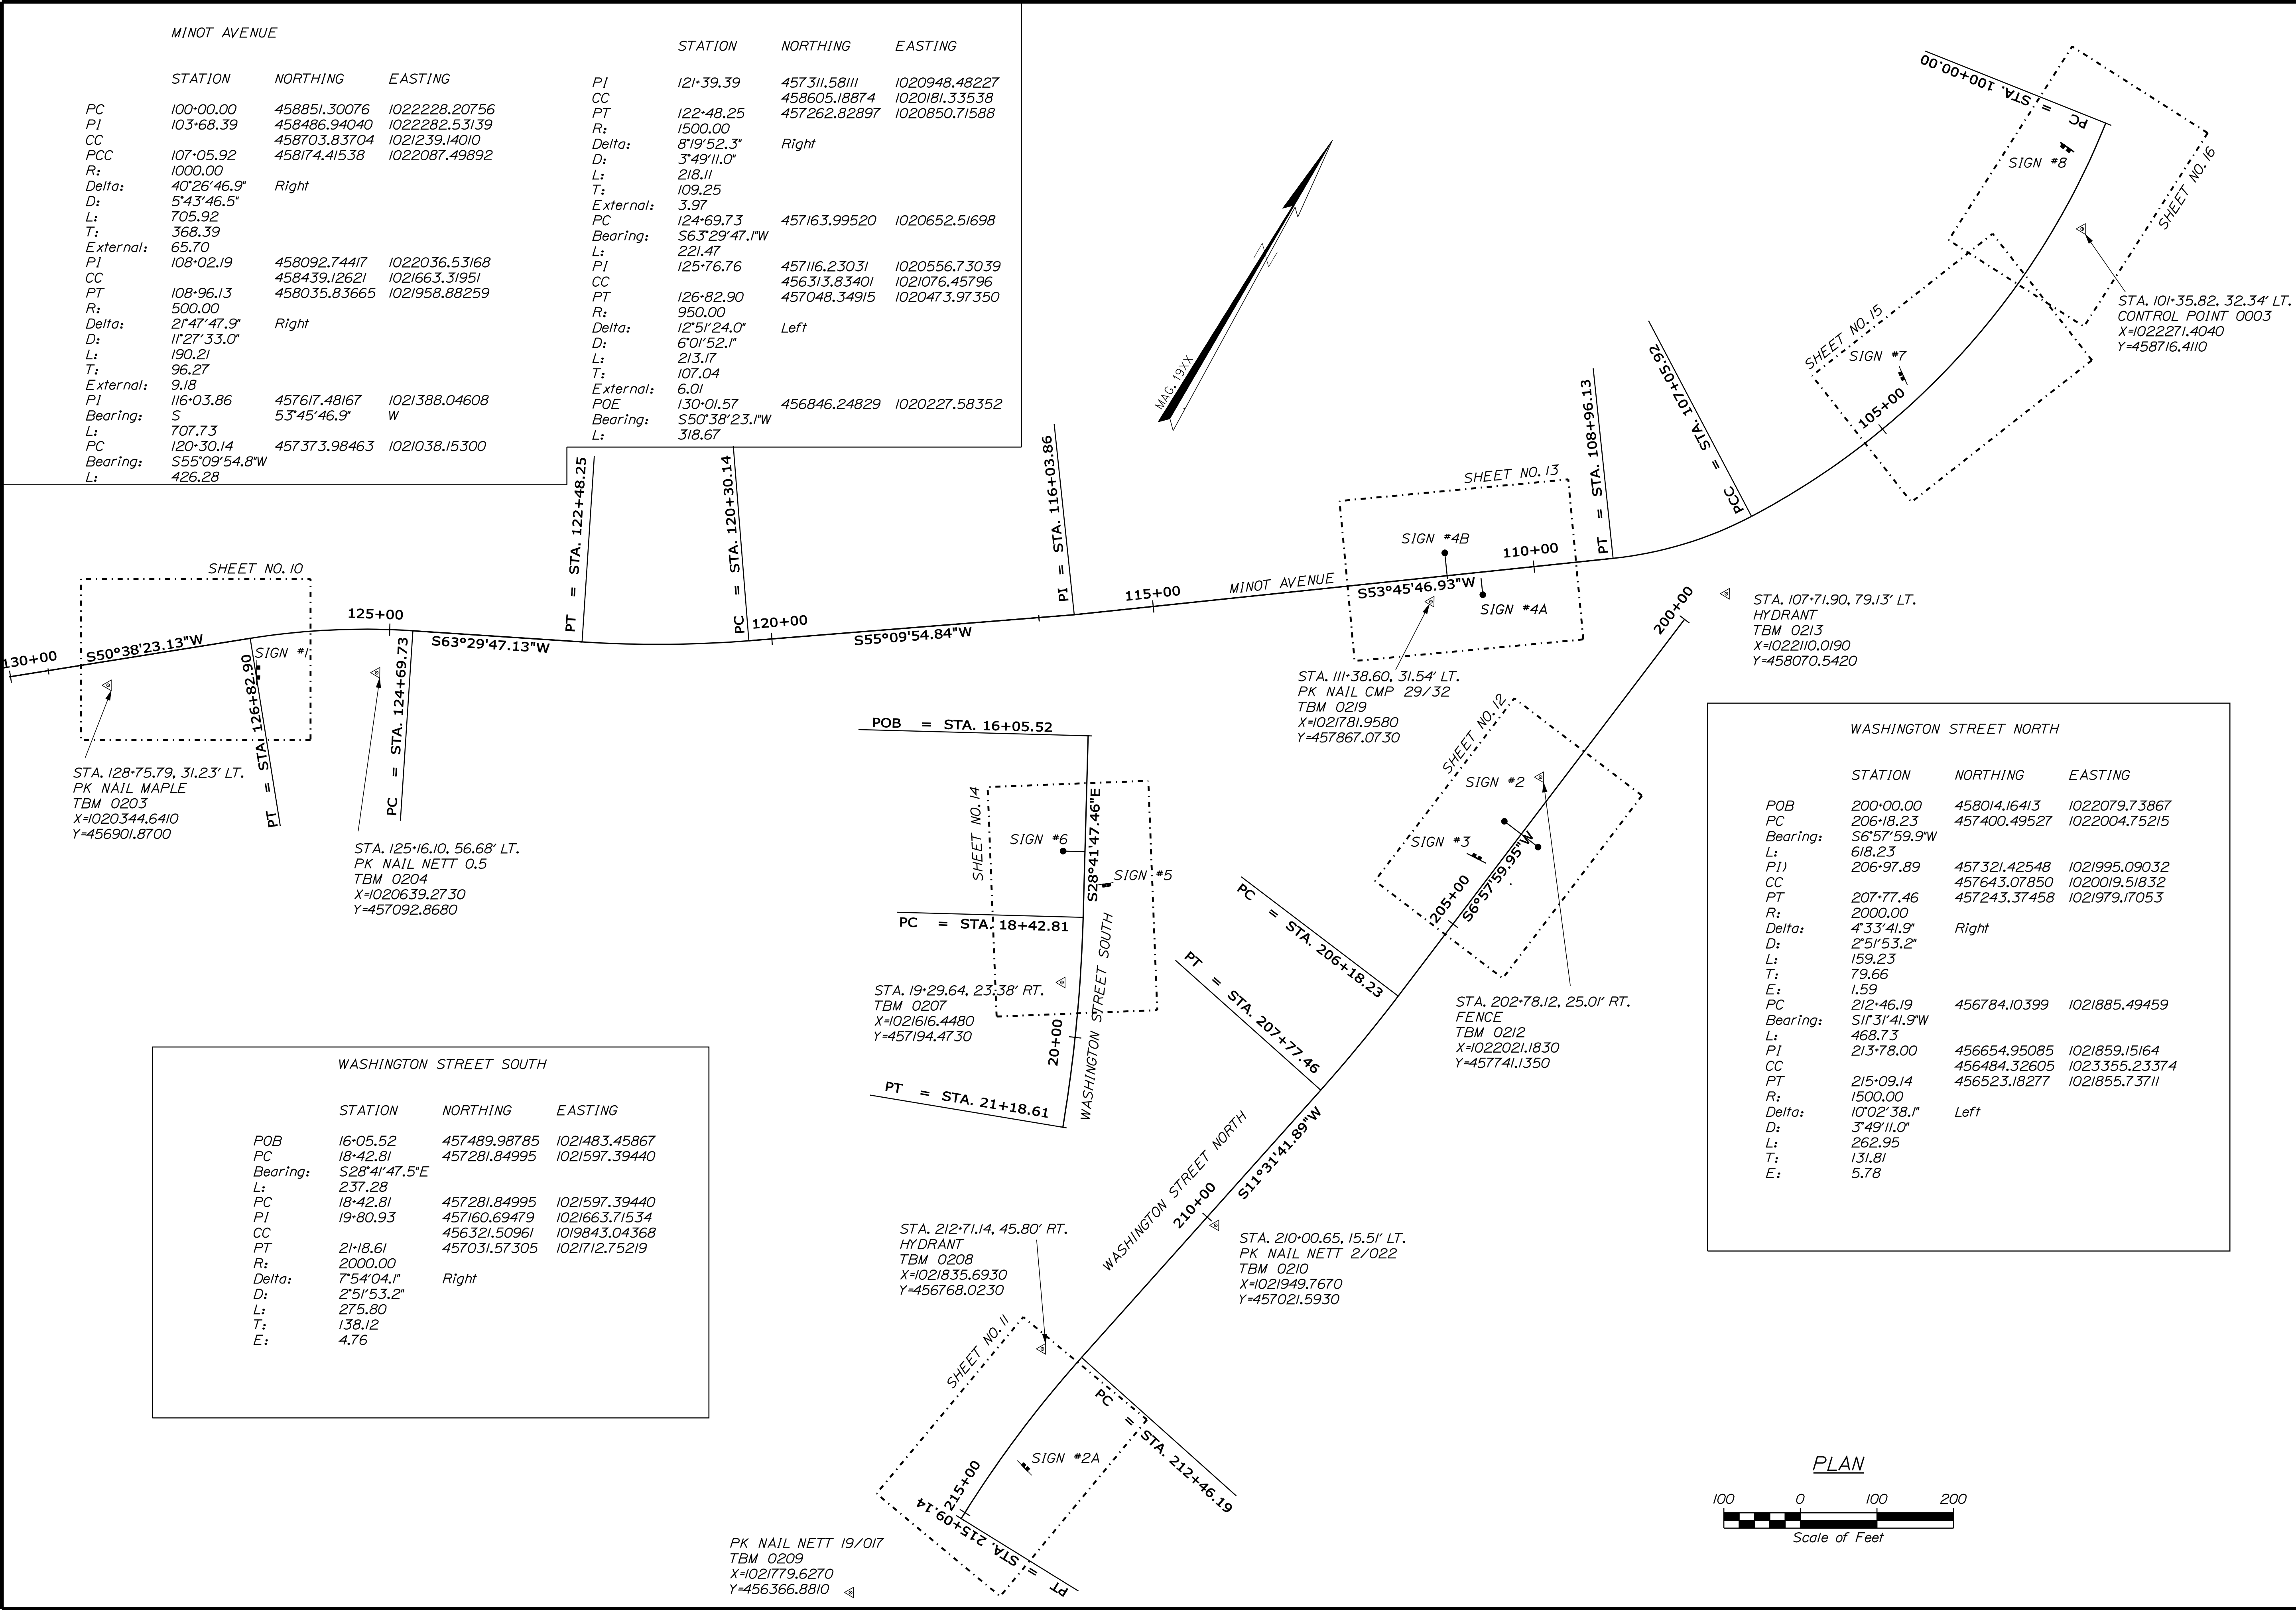 MINOT AVENUE
STATION NORTHING EASTING
PC 100+00.00 458851.30076 1022228.20756
PI 103+68.39 458486.94040 1022282.53139
CC 458703.83704 1021239.14010
PCC 107+05.92 458174.41538 1022087.49892
R: 1000.00
Delta: 40°26'46.9" Right
D: 5°43'46.5"
L: 705.92
T: 368.39
External: 65.70
PI 108+02.19 458092.74417 1022036.53168
CC 458439.12621 1021663.31951
PT 108+96.13 458035.83665 1021958.88259
R: 500.00
Delta: 21°47'47.9" Right
D: 11°27'33.0"
L: 190.21
T: 96.27
External: 9.18
PI 116+03.86 457617.48167 1021388.04608
Bearing: S 53°45'46.9" W
L: 707.73
PC 120+30.14 457373.98463 1021038.15300
Bearing: S55°09'54.8"W
L: 426.28
STATION NORTHING EASTING
PI 121+39.39 457311.58111 1020948.48227
CC 458605.18874 1020181.33538
PT 122+48.25 457262.82897 1020850.71588
R: 1500.00
Delta: 8°19'52.3" Right
D: 3°49'11.0"
L: 218.11
T: 109.25
External: 3.97
PC 124+69.73 457163.99520 1020652.51698
Bearing: S63°29'47.1"W
L: 221.47
PI 125+76.76 457116.23031 1020556.73039
CC 456313.83401 1021076.45796
PT 126+82.90 457048.34915 1020473.97350
R: 950.00
Delta: 12°51'24.0" Left
D: 6°01'52.1"
L: 213.17
T: 107.04
External: 6.01
POE 130+01.57 456846.24829 1020227.58352
Bearing: S50°38'23.1"W
L: 318.67
MAG. 19XX
PC = STA. 100+00.00
SIGN #8
SHEET NO. 16
STA. 101+35.82, 32.34' LT.
CONTROL POINT 0003
X=1022271.4040
Y=458716.4110
SHEET NO. 15
SIGN #7
105+00
PCC = STA. 107+05.92
PT = STA. 108+96.13
SHEET NO. 13
SIGN #4B
110+00
S53°45'46.93"W
SIGN #4A
MINOT AVENUE
115+00
PI = STA. 116+03.86
S55°09'54.84"W
120+00
PC = STA. 120+30.14
PT = STA. 122+48.25
S63°29'47.13"W
125+00
PC = STA. 124+69.73
SHEET NO. 10
SIGN #1
PT = STA. 126+82.90
S50°38'23.13"W
130+00
STA. 128+75.79, 31.23' LT.
PK NAIL MAPLE
TBM 0203
X=1020344.6410
Y=456901.8700
STA. 125+16.10, 56.68' LT.
PK NAIL NETT 0.5
TBM 0204
X=1020639.2730
Y=457092.8680
STA. 111+38.60, 31.54' LT.
PK NAIL CMP 29/32
TBM 0219
X=1021781.9580
Y=457867.0730
200+00
STA. 107+71.90, 79.13' LT.
HYDRANT
TBM 0213
X=1022110.0190
Y=458070.5420
POB = STA. 16+05.52
SHEET NO. 14
SIGN #6
S28°41'47.46"E
SIGN #5
PC = STA. 18+42.81
WASHINGTON STREET SOUTH
STA. 19+29.64, 23.38' RT.
TBM 0207
X=1021616.4480
Y=457194.4730
20+00
PT = STA. 21+18.61
SHEET NO. 12
SIGN #2
SIGN #3
205+00
S6°57'59.95"W
STA. 202+78.12, 25.01' RT.
FENCE
TBM 0212
X=1022021.1830
Y=457741.1350
PC = STA. 206+18.23
PT = STA. 207+77.46
WASHINGTON STREET NORTH
S11°31'41.89"W
210+00
STA. 210+00.65, 15.51' LT.
PK NAIL NETT 2/022
TBM 0210
X=1021949.7670
Y=457021.5930
STA. 212+71.14, 45.80' RT.
HYDRANT
TBM 0208
X=1021835.6930
Y=456768.0230
SHEET NO. 11
PC = STA. 212+46.19
SIGN #2A
215+00
PT = STA. 215+09.14
PK NAIL NETT 19/017
TBM 0209
X=1021779.6270
Y=456366.8810
WASHINGTON STREET SOUTH
STATION NORTHING EASTING
POB 16+05.52 457489.98785 1021483.45867
PC 18+42.81 457281.84995 1021597.39440
Bearing: S28°41'47.5"E
L: 237.28
PC 18+42.81 457281.84995 1021597.39440
PI 19+80.93 457160.69479 1021663.71534
CC 456321.50961 1019843.04368
PT 21+18.61 457031.57305 1021712.75219
R: 2000.00
Delta: 7°54'04.1" Right
D: 2°51'53.2"
L: 275.80
T: 138.12
E: 4.76
WASHINGTON STREET NORTH
STATION NORTHING EASTING
POB 200+00.00 458014.16413 1022079.73867
PC 206+18.23 457400.49527 1022004.75215
Bearing: S6°57'59.9"W
L: 618.23
PI) 206+97.89 457321.42548 1021995.09032
CC 457643.07850 1020019.51832
PT 207+77.46 457243.37458 1021979.17053
R: 2000.00
Delta: 4°33'41.9" Right
D: 2°51'53.2"
L: 159.23
T: 79.66
E: 1.59
PC 212+46.19 456784.10399 1021885.49459
Bearing: S11°31'41.9"W
L: 468.73
PI 213+78.00 456654.95085 1021859.15164
CC 456484.32605 1023355.23374
PT 215+09.14 456523.18277 1021855.73711
R: 1500.00
Delta: 10°02'38.1" Left
D: 3°49'11.0"
L: 262.95
T: 131.81
E: 5.78
PLAN
100 0 100 200
Scale of Feet